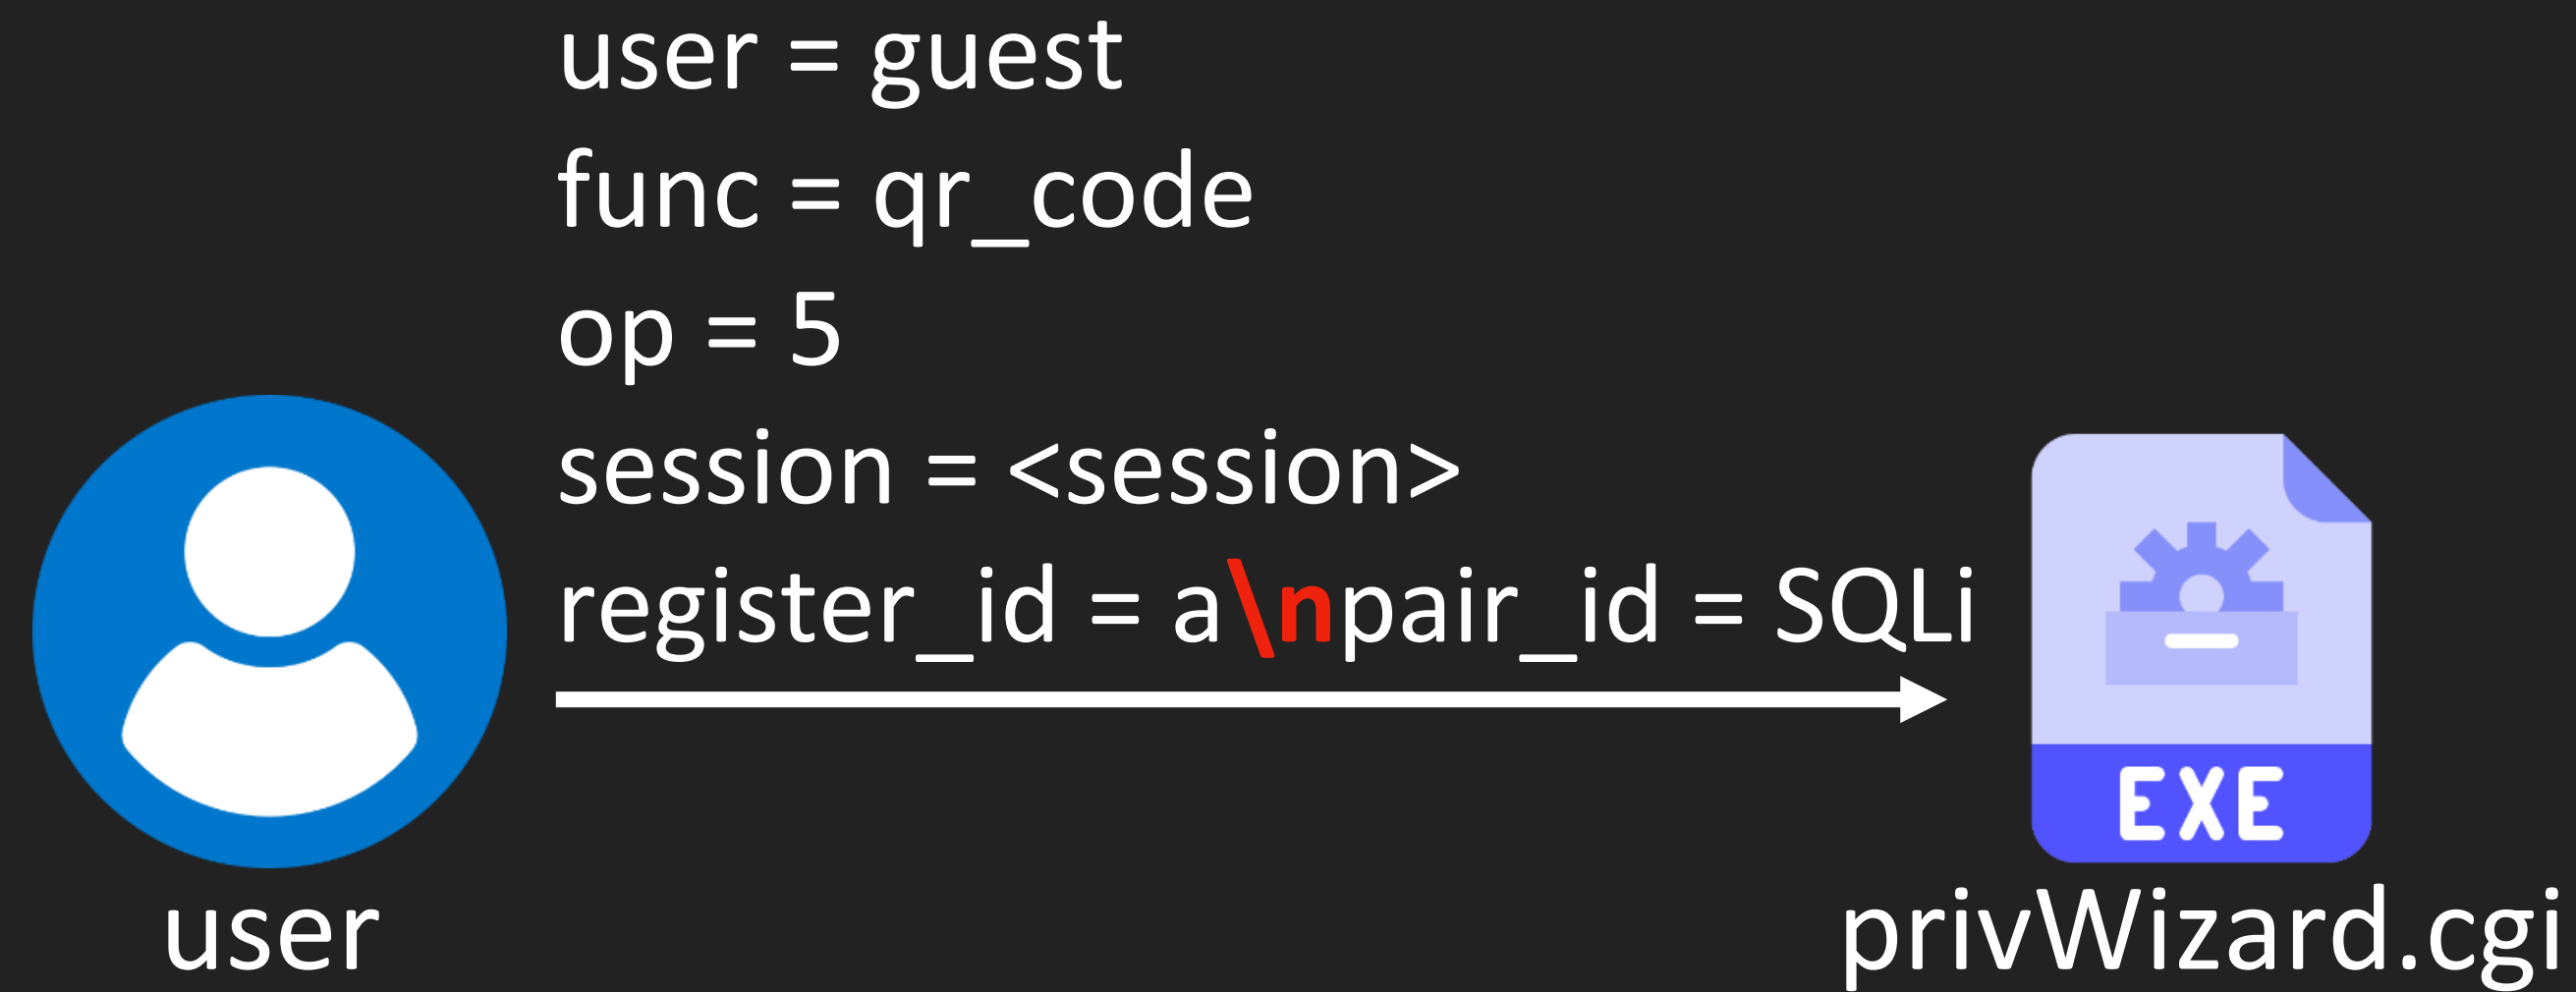 user = guest
func = qr_code
op = 5
session = <session>
register_id = a\npair_id = SQLi
EXE
user
privWizard.cgi